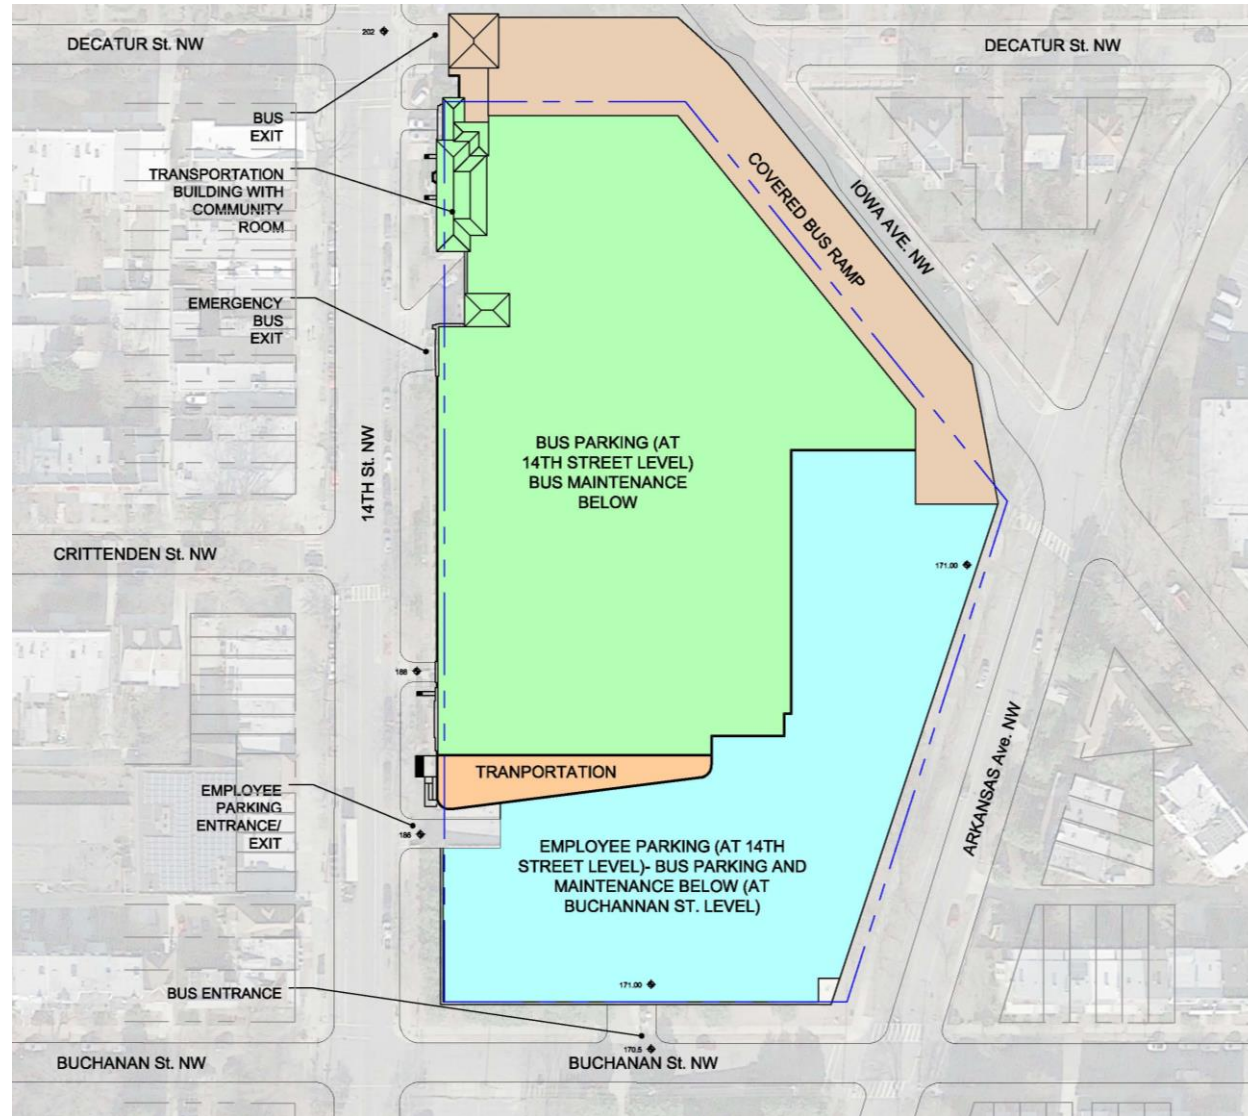 DECATUR St. NW
202
DECATUR St. NW
BUS
EXIT
TRANSPORTATION
BUILDING WITH
COMMUNITY
ROOM
COVERED BUS RAMP
IOWA AVE. NW
EMERGENCY
BUS
EXIT
14TH St. NW
BUS PARKING (AT
14TH STREET LEVEL)
BUS MAINTENANCE
BELOW
CRITTENDEN St. NW
171.00
186
TRANPORTATION
EMPLOYEE
PARKING
ENTRANCE/
EXIT
186
EMPLOYEE PARKING (AT 14TH
STREET LEVEL)- BUS PARKING AND
MAINTENANCE BELOW (AT
BUCHANNAN ST. LEVEL)
ARKANSAS Ave. NW
171.00
BUS ENTRANCE
170.5
BUCHANAN St. NW
BUCHANAN St. NW